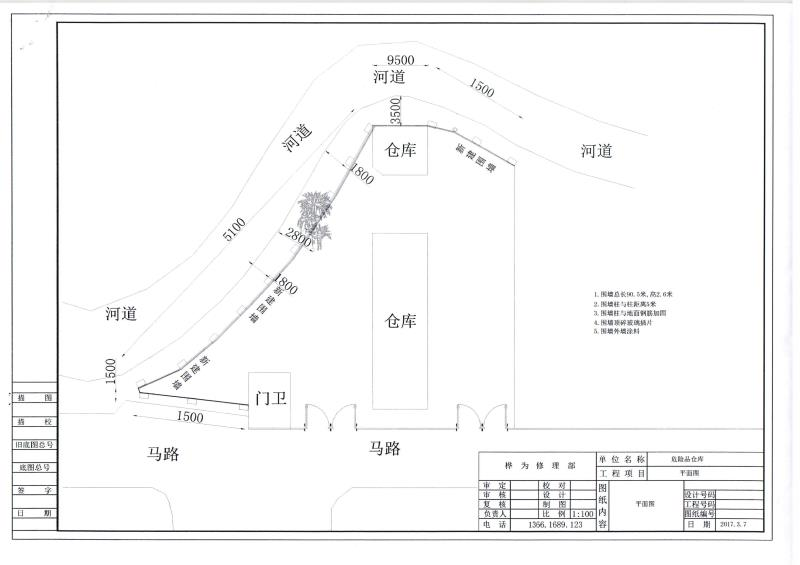 9500
河道
1500
3500
河道
仓库
新建围墙
河道
1800
5100
2800
1800
新建围墙
河道
仓库
1.围墙总长90.5米,高2.6米
2.围墙柱与柱距离5米
3.围墙柱与地面钢筋加固
4.围墙顶碎玻璃插片
5.围墙外墙涂料
新建围墙
1500
门卫
1500
马路
马路
描 图
描 校
旧底图总号
底图总号
签 字
日 期
桦为修理部
单位名称
危险品仓库
工程项目
平面图
审 定
校 对
图纸内容
平面图
审 核
设 计
设计号码
复 核
制 图
工程号码
负责人
比 例
1:100
图纸编号
电 话
1366.1689.123
日 期
2017.3.7